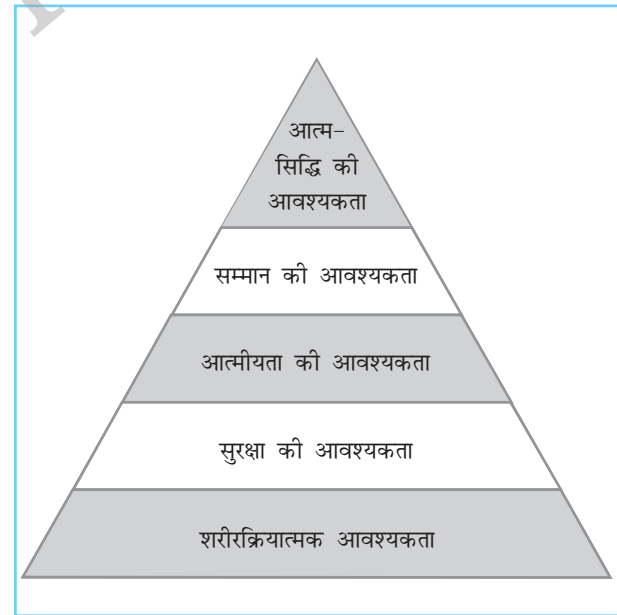 आत्म-
सिद्धि की
आवश्यकता
सम्मान की आवश्यकता
आत्मीयता की आवश्यकता
सुरक्षा की आवश्यकता
शरीरक्रियात्मक आवश्यकता